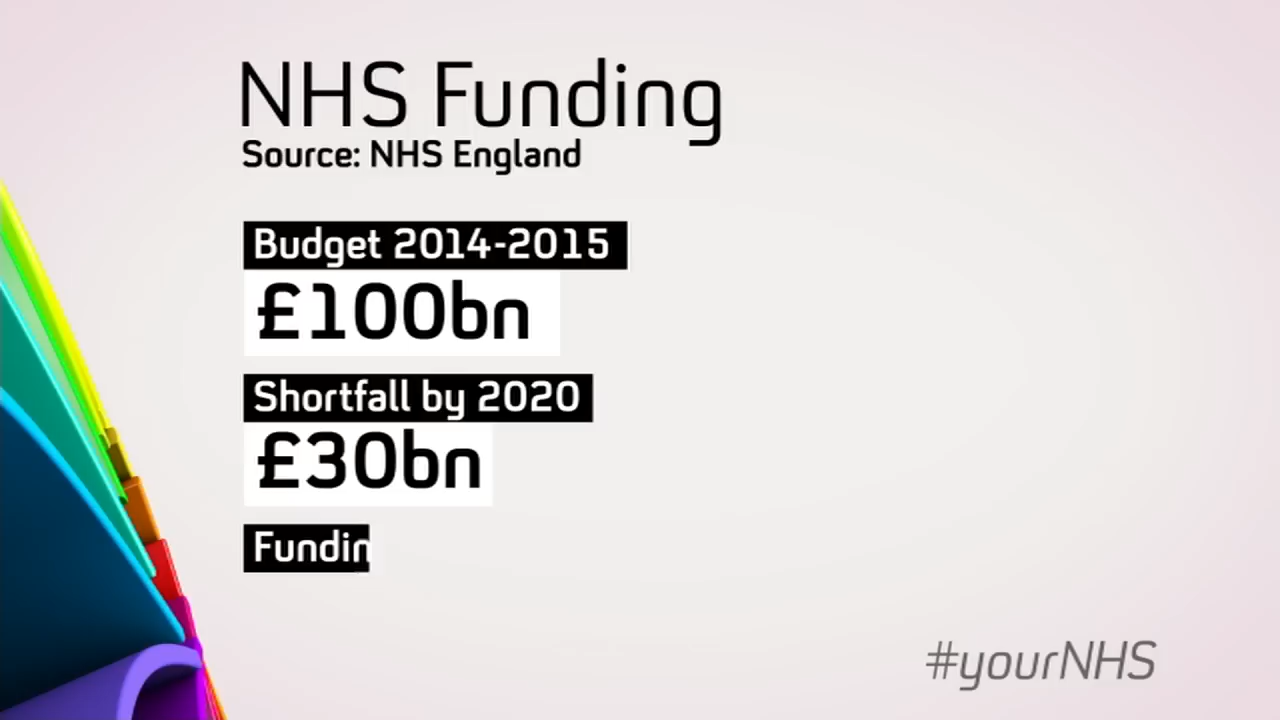 NHS Funding
Source: NHS England
Budget 2014-2015
£100bn
Shortfall by 2020
£30bn
Fundin
#yourNHS